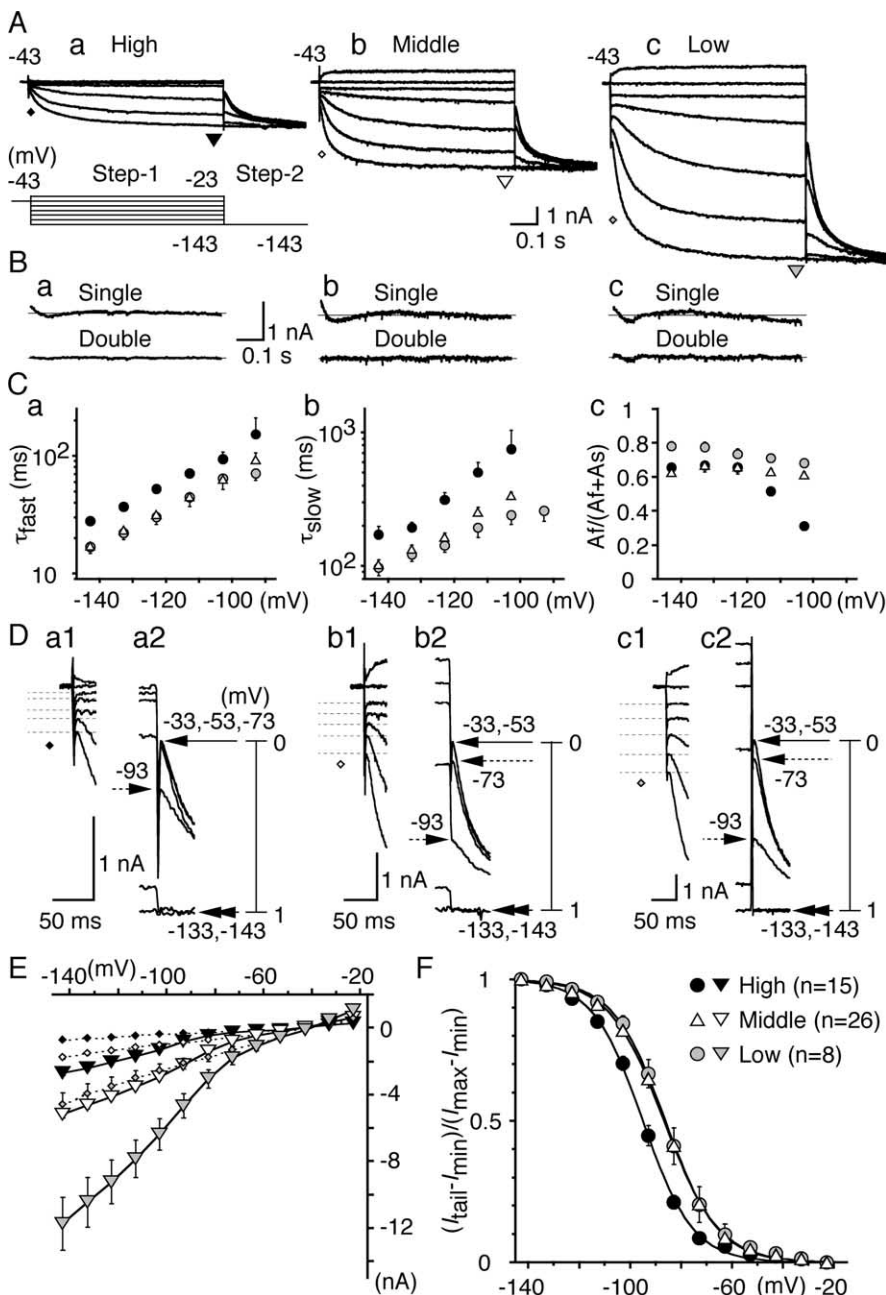 A
-43
a
High
-43
b
Middle
-43
c
Low
(mV)
-43
Step-1
-23
Step-2
-143
-143
1 nA
0.1 s
B
a
Single
Double
1 nA
0.1 s
b
Single
Double
c
Single
Double
C
a
τfast (ms)
10²
10
-140
-120
-100
(mV)
b
τslow (ms)
10³
10²
-140
-120
-100
(mV)
c
Af/(Af+As)
1
0.8
0.6
0.4
0.2
0
-140
-120
-100
(mV)
D
a1
a2
(mV)
-33,-53,-73
0
-93
1 nA
50 ms
1
-133,-143
b1
b2
-33,-53
0
-73
-93
1 nA
50 ms
1
-133,-143
c1
c2
-33,-53
0
-73
-93
1 nA
50 ms
1
-133,-143
E
-140
(mV)
-100
-60
-20
0
-4
-8
-12
(nA)
F
(Itail-Imin)/(Imax-Imin)
1
0.5
0
-140
-100
-60
(mV)
-20
High (n=15)
Middle (n=26)
Low (n=8)